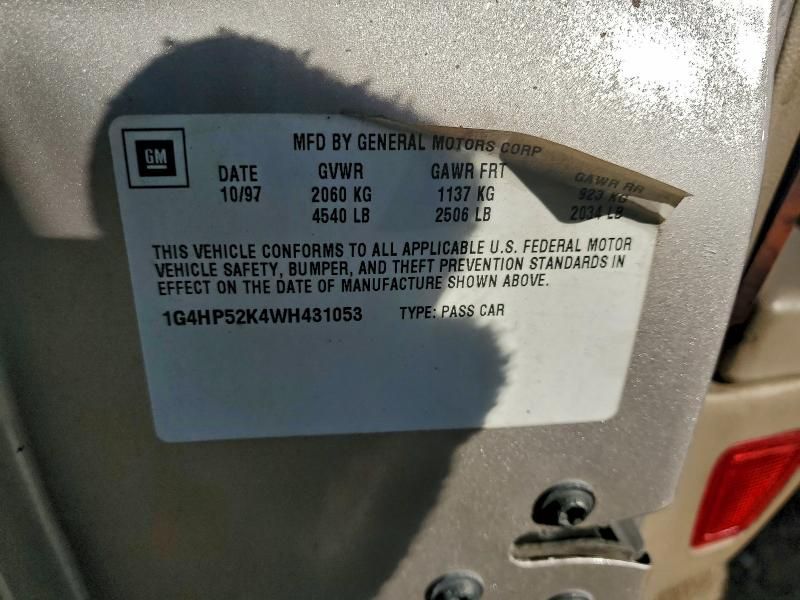 MFD BY GENERAL MOTORS CORP
GM
DATE GVWR GAWR FRT GAWR RR
10/97 2060 KG 1137 KG 923 KG
4540 LB 2506 LB 2034 LB
THIS VEHICLE CONFORMS TO ALL APPLICABLE U.S. FEDERAL MOTOR
VEHICLE SAFETY, BUMPER, AND THEFT PREVENTION STANDARDS IN
EFFECT ON THE DATE OF MANUFACTURE SHOWN ABOVE.
1G4HP52K4WH431053 TYPE: PASS CAR